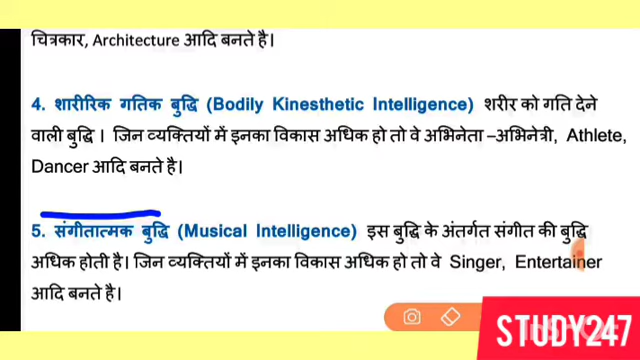 चित्रकार, Architecture आदि बनते है।
4. शारीरिक गतिक बुद्धि (Bodily Kinesthetic Intelligence) शरीर को गति देने
वाली बुद्धि । जिन व्यक्तियों में इनका विकास अधिक हो तो वे अभिनेता –अभिनेत्री, Athlete,
Dancer आदि बनते है।
5. संगीतात्मक बुद्धि (Musical Intelligence) इस बुद्धि के अंतर्गत संगीत की बुद्धि
अधिक होती है। जिन व्यक्तियों में इनका विकास अधिक हो तो वे Singer, Entertainer
आदि बनते है।
STUDY247